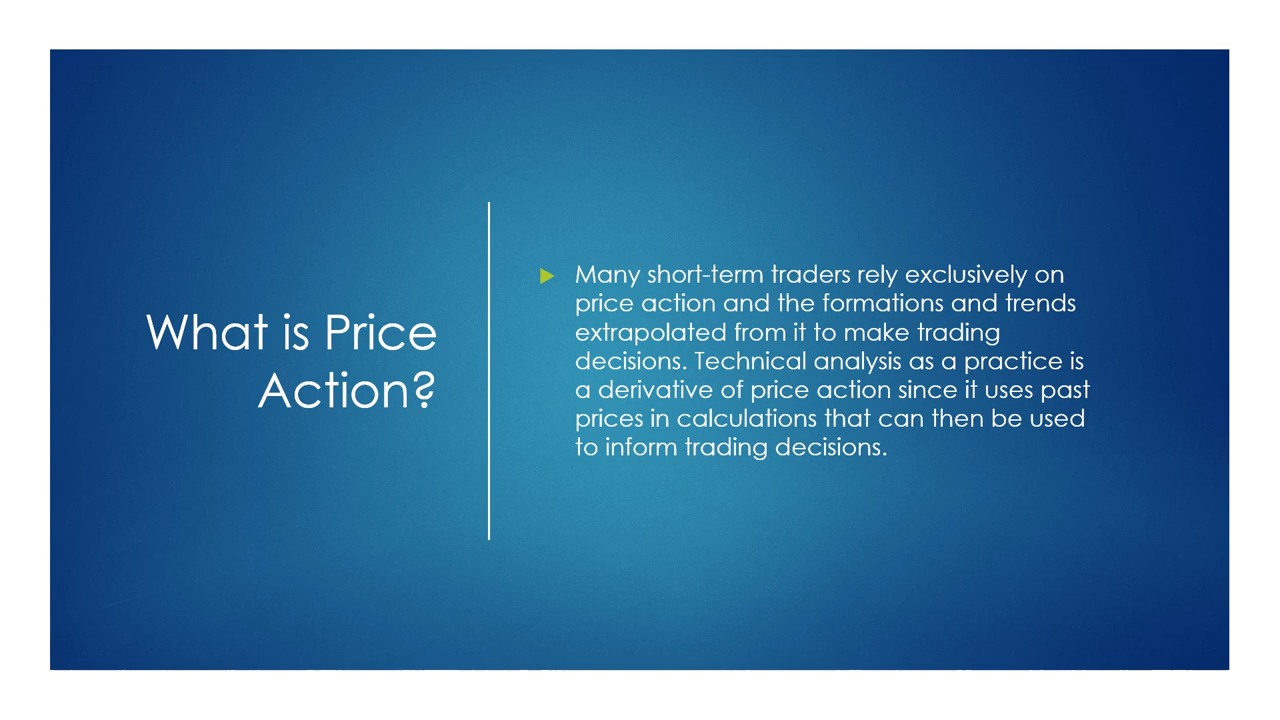 What is Price
Action?
Many short-term traders rely exclusively on
price action and the formations and trends
extrapolated from it to make trading
decisions. Technical analysis as a practice is
a derivative of price action since it uses past
prices in calculations that can then be used
to inform trading decisions.